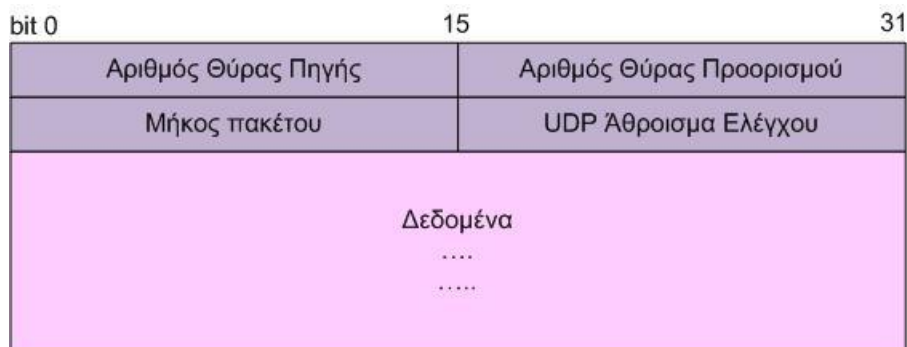 bit 0 15 31
Αριθμός Θύρας Πηγής Αριθμός Θύρας Προορισμού
Μήκος πακέτου UDP Άθροισμα Ελέγχου
Δεδομένα
....
.....